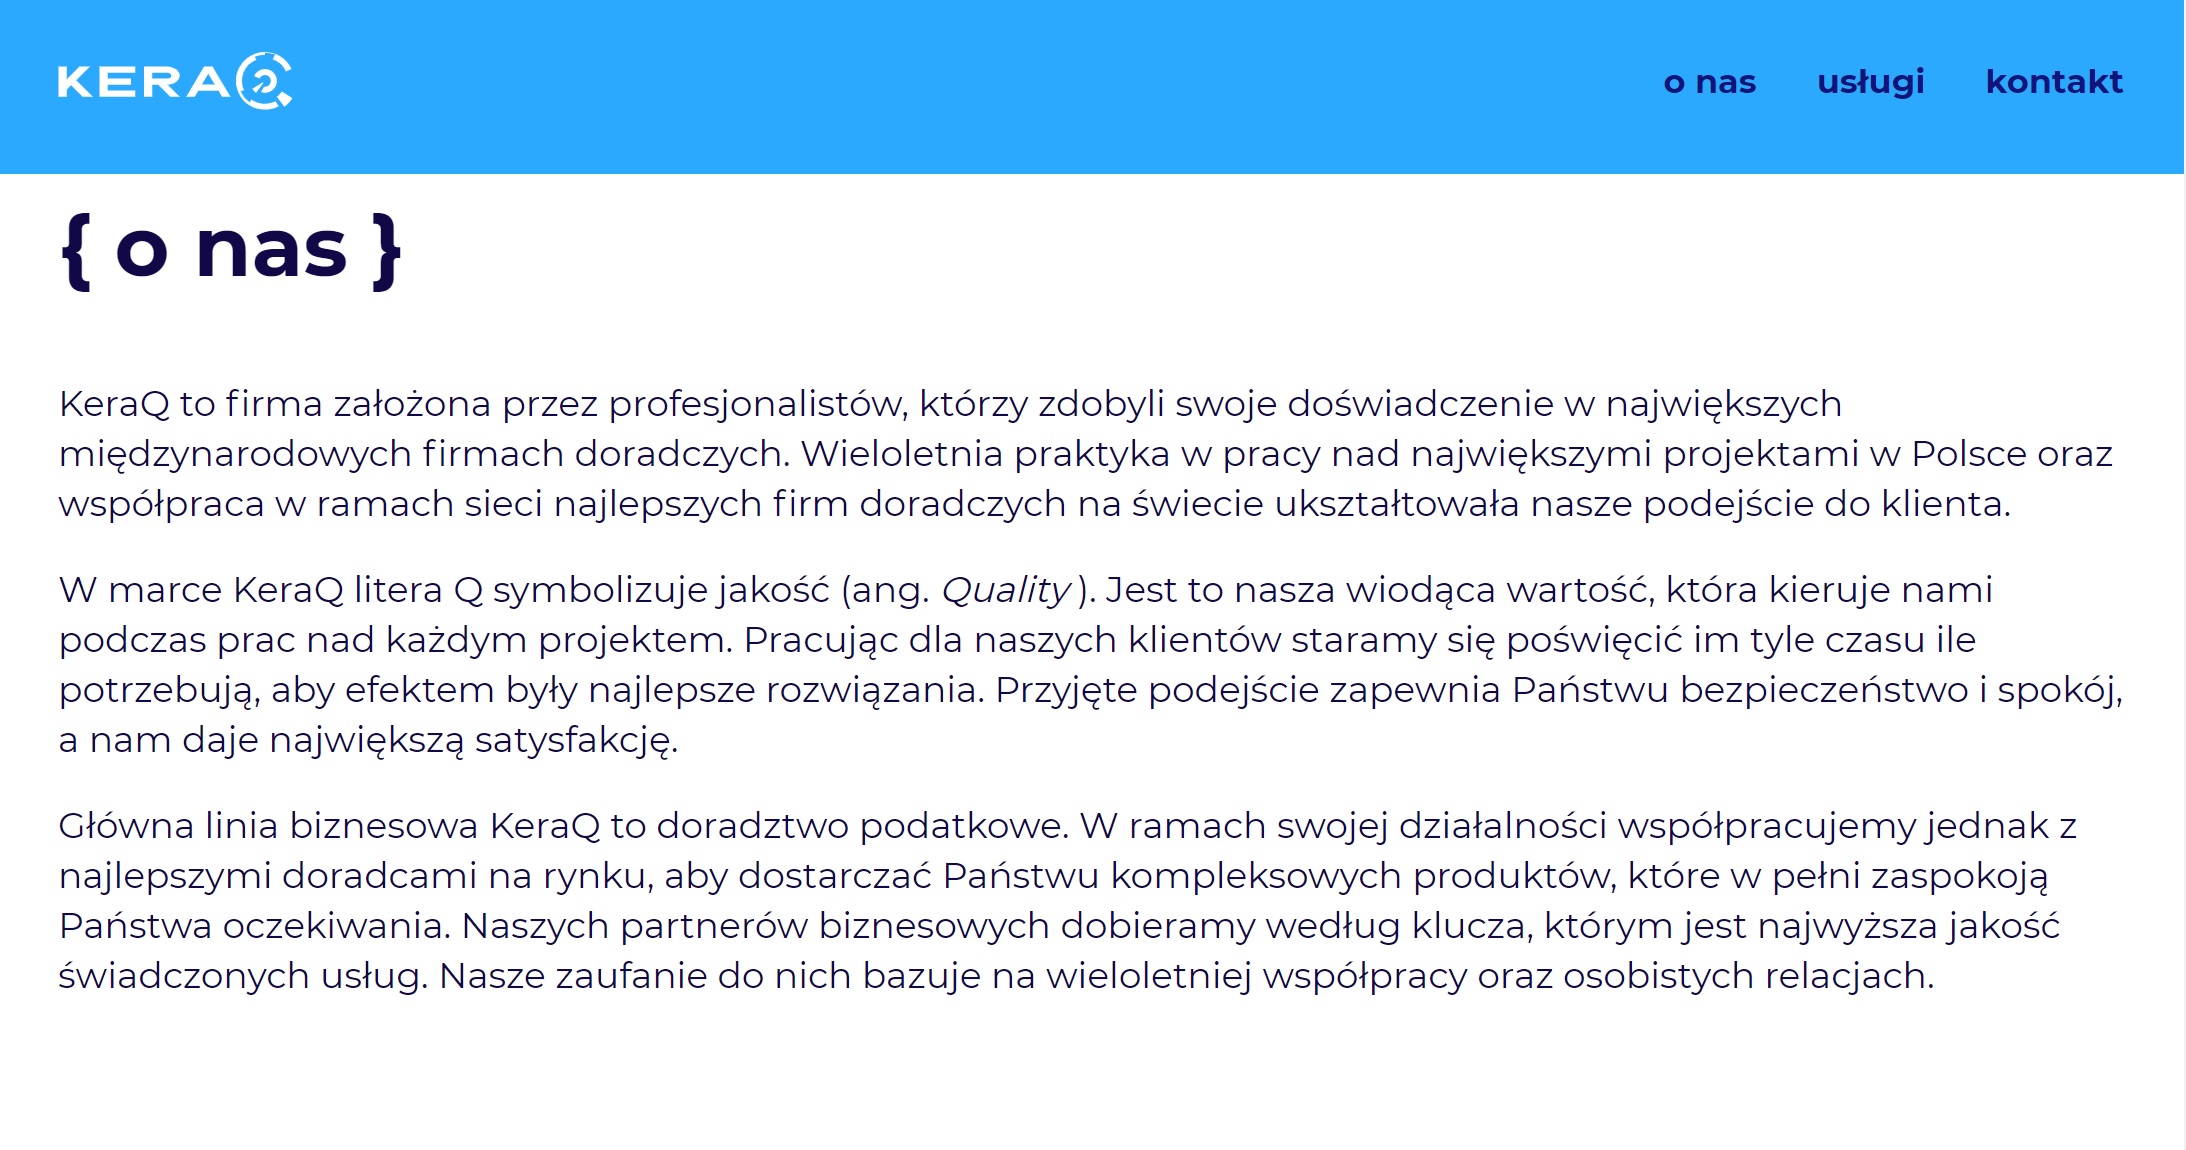 KERAQ
o nas usługi kontakt
{ o nas }
KeraQ to firma założona przez profesjonalistów, którzy zdobyli swoje doświadczenie w największych
międzynarodowych firmach doradczych. Wieloletnia praktyka w pracy nad największymi projektami w Polsce oraz
współpraca w ramach sieci najlepszych firm doradczych na świecie ukształtowała nasze podejście do klienta.
W marce KeraQ litera Q symbolizuje jakość (ang. Quality ). Jest to nasza wiodąca wartość, która kieruje nami
podczas prac nad każdym projektem. Pracując dla naszych klientów staramy się poświęcić im tyle czasu ile
potrzebują, aby efektem były najlepsze rozwiązania. Przyjęte podejście zapewnia Państwu bezpieczeństwo i spokój,
a nam daje największą satysfakcję.
Główna linia biznesowa KeraQ to doradztwo podatkowe. W ramach swojej działalności współpracujemy jednak z
najlepszymi doradcami na rynku, aby dostarczać Państwu kompleksowych produktów, które w pełni zaspokoją
Państwa oczekiwania. Naszych partnerów biznesowych dobieramy według klucza, którym jest najwyższa jakość
świadczonych usług. Nasze zaufanie do nich bazuje na wieloletniej współpracy oraz osobistych relacjach.